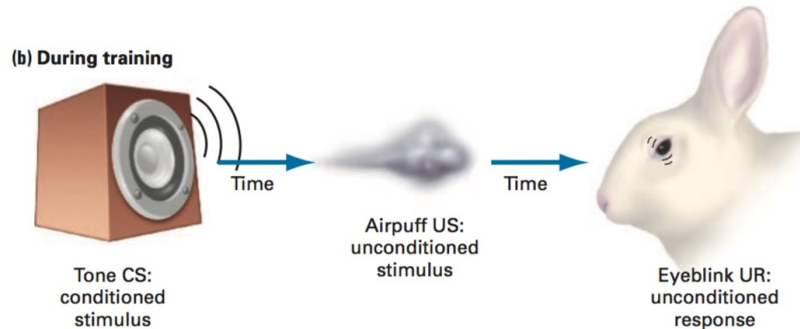 (b) During training
Time
Time
Airpuff US:
unconditioned
stimulus
Tone CS:
conditioned
stimulus
Eyeblink UR:
unconditioned
response